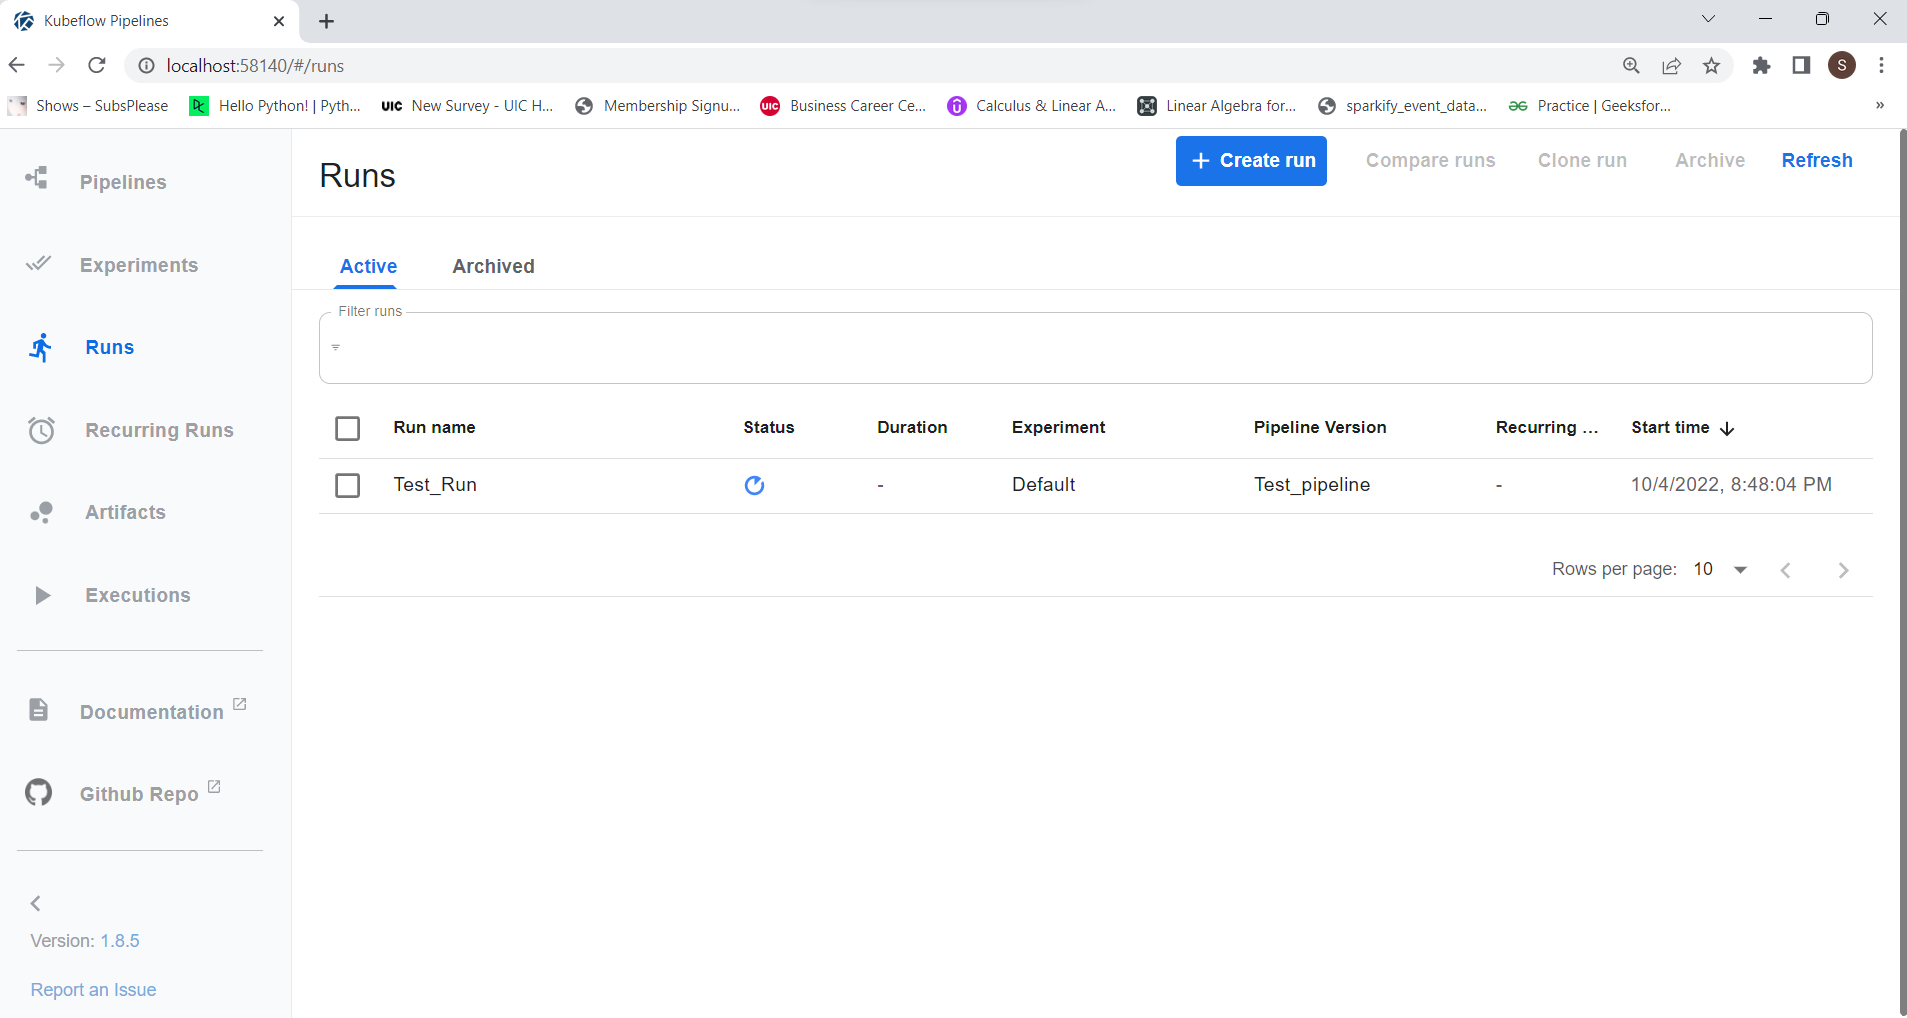 Kubeflow Pipelines
localhost:58140/#/runs
S
Shows – SubsPlease
Hello Python! | Pyth...
UIC New Survey - UIC H...
Membership Signu...
UIC Business Career Ce...
Calculus & Linear A...
Linear Algebra for...
sparkify_event_data...
Practice | Geeksfor...
»
Pipelines
Experiments
Runs
Recurring Runs
Artifacts
Executions
Documentation
Github Repo
Version: 1.8.5
Report an Issue
Runs
+ Create run
Compare runs
Clone run
Archive
Refresh
Active
Archived
Filter runs
Run name Status Duration Experiment Pipeline Version Recurring ... Start time
Test_Run - Default Test_pipeline - 10/4/2022, 8:48:04 PM
Rows per page: 10